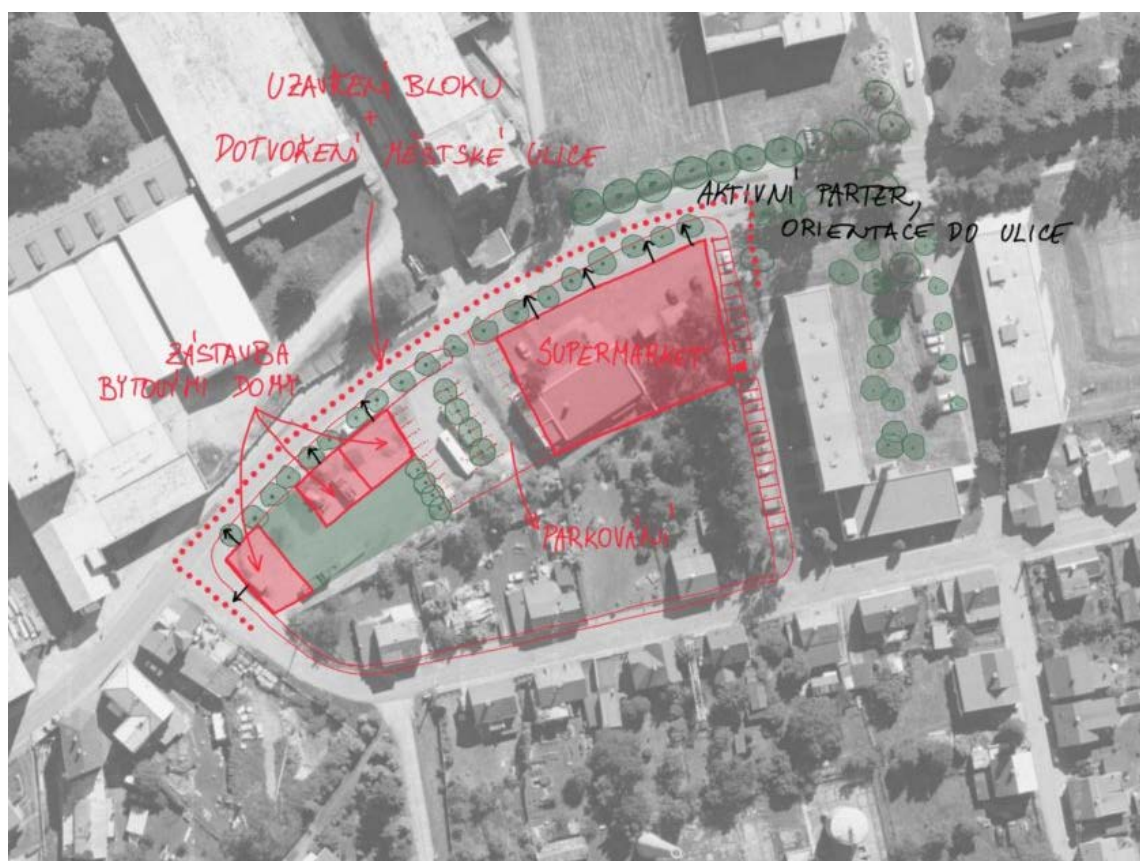 UZAVŘENÍ BLOKU
+
DOTVOŘENÍ MĚSTSKÉ ULICE
AKTIVNÍ PARTER,
ORIENTACE DO ULICE
ZÁSTAVBA
BYTOVÝMI DOMY
SUPERMARKET
PARKOVÁNÍ